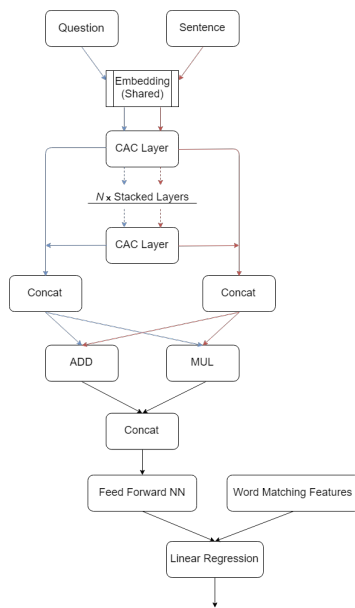 Question
Sentence
Embedding
(Shared)
CAC Layer
N x Stacked Layers
CAC Layer
Concat
Concat
ADD
MUL
Concat
Feed Forward NN
Word Matching Features
Linear Regression